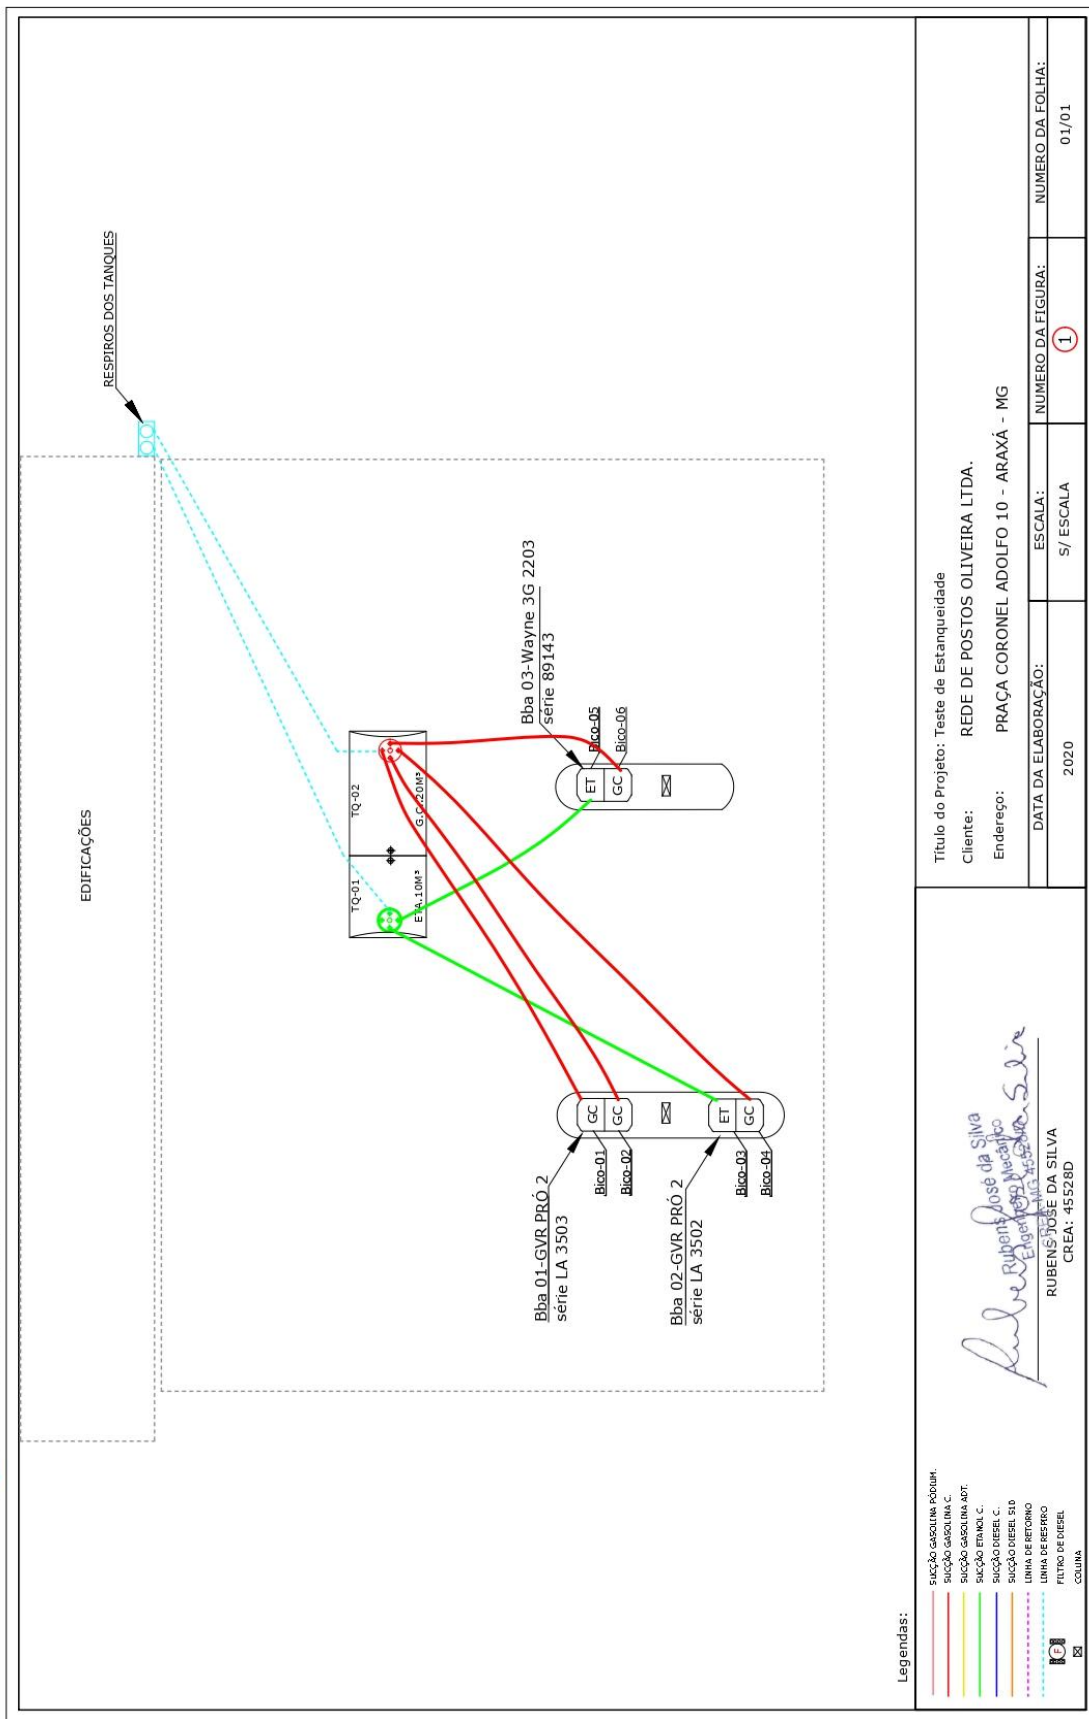 EDIFICAÇÕES
RESPIROS DOS TANQUES
TQ-01
TQ-02
ETA.10M³
G.C.20M³
Bba 01-GVR PRÓ 2
série LA 3503
GC
GC
Bico-01
Bico-02
Bba 02-GVR PRÓ 2
série LA 3502
ET
GC
Bico-03
Bico-04
Bba 03-Wayne 3G 2203
série 89143
ET
GC
Bico-05
Bico-06
Legendas:
SUCÇÃO GASOLINA PÓDIUM.
SUCÇÃO GASOLINA C.
SUCÇÃO GASOLINA ADT.
SUCÇÃO ETANOL C.
SUCÇÃO DIESEL C.
SUCÇÃO DIESEL S10
LINHA DE RETORNO
LINHA DE RESPIRO
F FILTRO DE DIESEL
COLUNA
Rubens José da Silva
Engenheiro Mecânico
RUBENS JOSE DA SILVA
CREA: 45528D
Título do Projeto: Teste de Estanqueidade
Cliente: REDE DE POSTOS OLIVEIRA LTDA.
Endereço: PRAÇA CORONEL ADOLFO 10 - ARAXÁ - MG
DATA DA ELABORAÇÃO:
2020
ESCALA:
S/ ESCALA
NUMERO DA FIGURA:
1
NUMERO DA FOLHA:
01/01